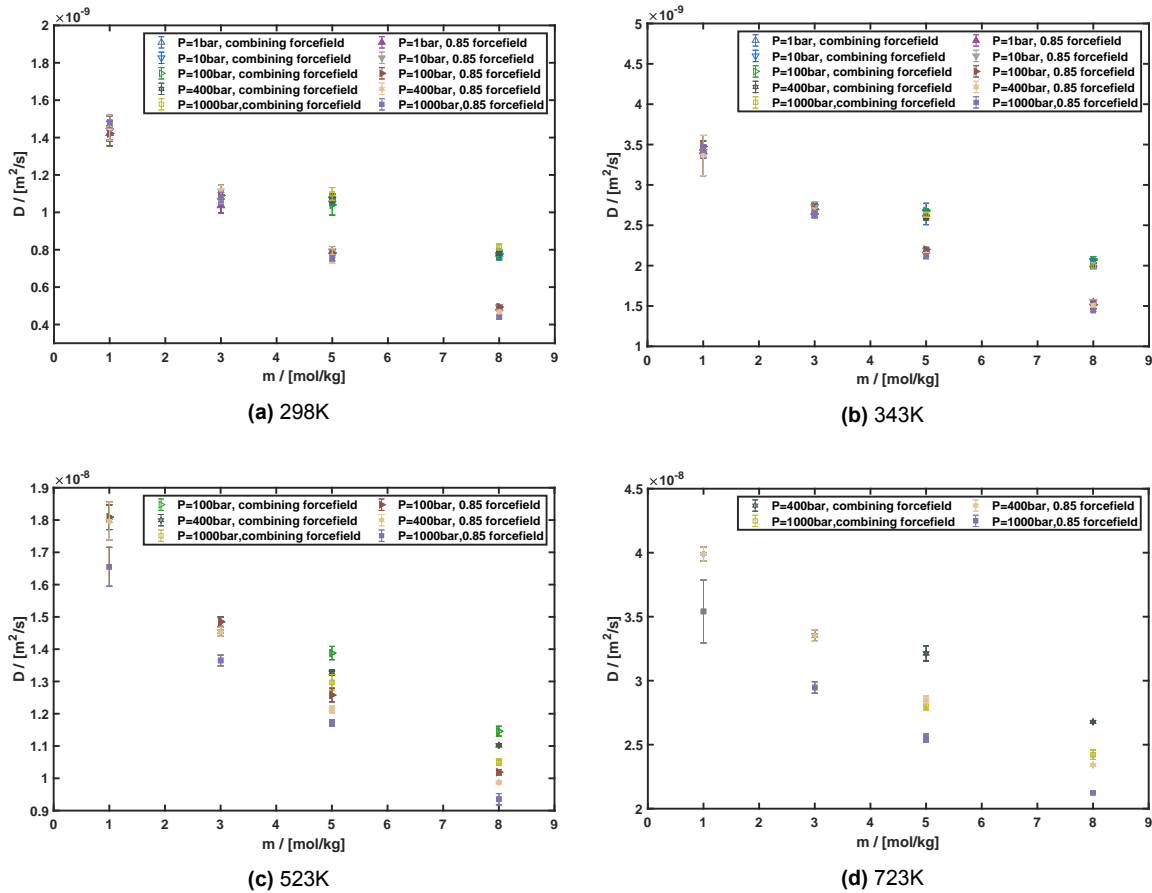 ×10⁻⁹
2
1.8
1.6
1.4
1.2
1
0.8
0.6
0.4
D / [m²/s]
P=1bar, combining forcefield
P=10bar, combining forcefield
P=100bar, combining forcefield
P=400bar, combining forcefield
P=1000bar,combining forcefield
P=1bar, 0.85 forcefield
P=10bar, 0.85 forcefield
P=100bar, 0.85 forcefield
P=400bar, 0.85 forcefield
P=1000bar,0.85 forcefield
0 1 2 3 4 5 6 7 8 9
m / [mol/kg]
(a) 298K
×10⁻⁹
5
4.5
4
3.5
3
2.5
2
1.5
1
D / [m²/s]
P=1bar, combining forcefield
P=10bar, combining forcefield
P=100bar, combining forcefield
P=400bar, combining forcefield
P=1000bar,combining forcefield
P=1bar, 0.85 forcefield
P=10bar, 0.85 forcefield
P=100bar, 0.85 forcefield
P=400bar, 0.85 forcefield
P=1000bar,0.85 forcefield
0 1 2 3 4 5 6 7 8 9
m / [mol/kg]
(b) 343K
×10⁻⁸
1.9
1.8
1.7
1.6
1.5
1.4
1.3
1.2
1.1
1
0.9
D / [m²/s]
P=100bar, combining forcefield
P=400bar, combining forcefield
P=1000bar,combining forcefield
P=100bar, 0.85 forcefield
P=400bar, 0.85 forcefield
P=1000bar,0.85 forcefield
0 1 2 3 4 5 6 7 8 9
m / [mol/kg]
(c) 523K
×10⁻⁸
4.5
4
3.5
3
2.5
2
D / [m²/s]
P=400bar, combining forcefield
P=1000bar,combining forcefield
P=400bar, 0.85 forcefield
P=1000bar,0.85 forcefield
0 1 2 3 4 5 6 7 8 9
m / [mol/kg]
(d) 723K